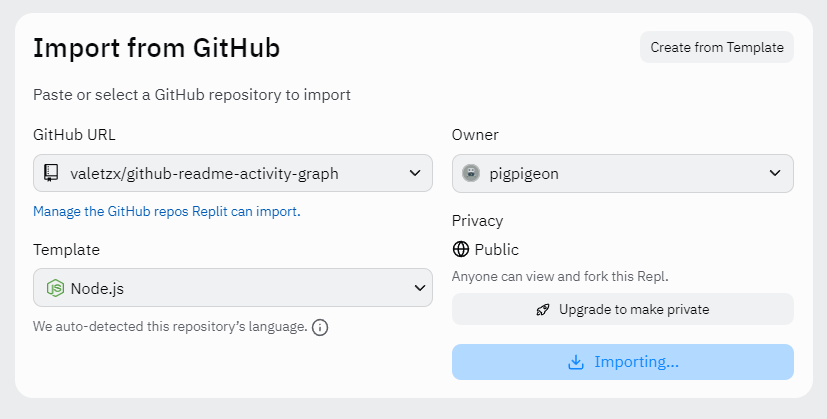 Import from GitHub
Create from Template
Paste or select a GitHub repository to import
GitHub URL
valetzx/github-readme-activity-graph
Manage the GitHub repos Replit can import.
Template
Node.js
We auto-detected this repository's language.
Owner
pigpigeon
Privacy
Public
Anyone can view and fork this Repl.
Upgrade to make private
Importing...